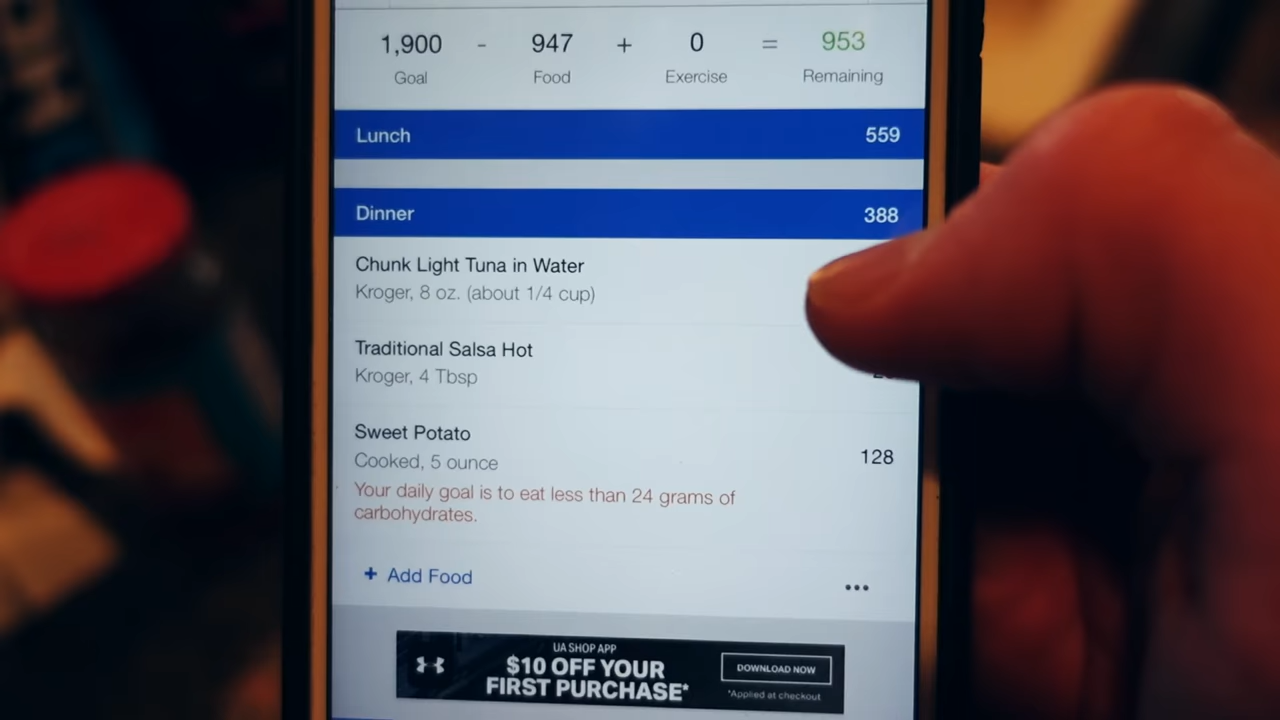 1,900 - 947 + 0 = 953
Goal Food Exercise Remaining
Lunch 559
Dinner 388
Chunk Light Tuna in Water
Kroger, 8 oz. (about 1/4 cup)
Traditional Salsa Hot
Kroger, 4 Tbsp
Sweet Potato
Cooked, 5 ounce 128
Your daily goal is to eat less than 24 grams of
carbohydrates.
+ Add Food •••
UA SHOP APP
$10 OFF YOUR
FIRST PURCHASE*
DOWNLOAD NOW
*Applied at checkout